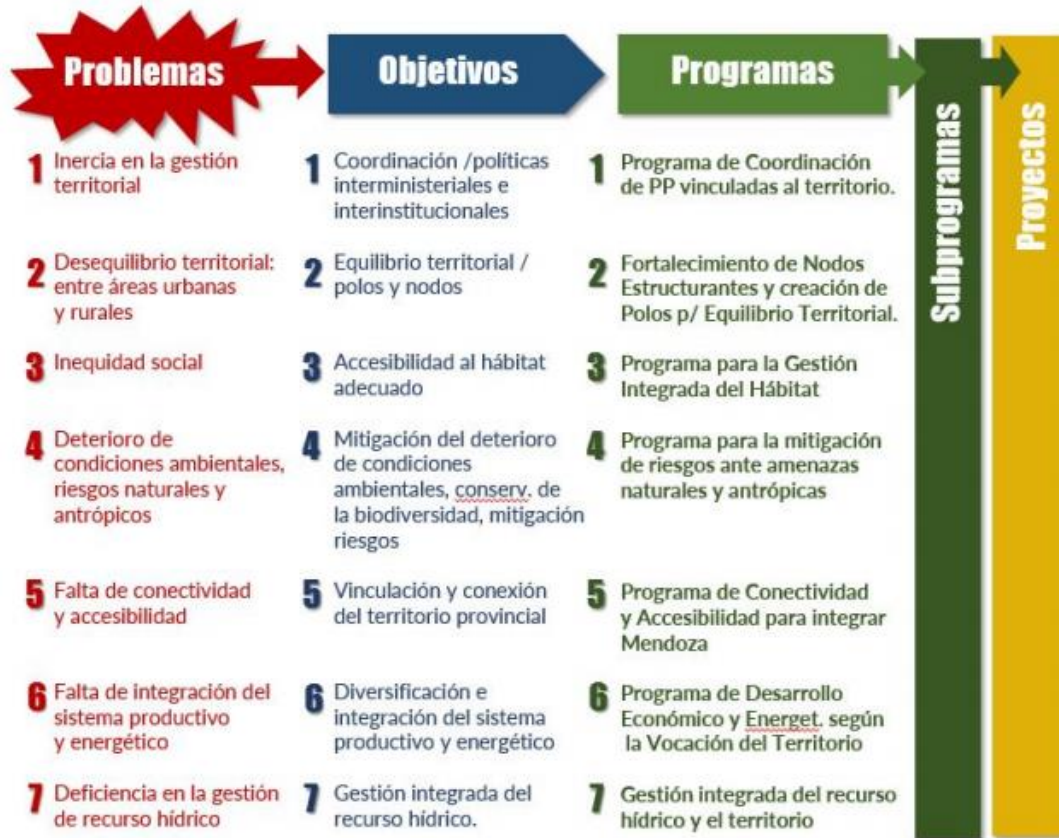 Problemas
Objetivos
Programas
Subprogramas
Proyectos
1 Inercia en la gestión
territorial
1 Coordinación /políticas
interministeriales e
interinstitucionales
1 Programa de Coordinación
de PP vinculadas al territorio.
2 Desequilibrio territorial:
entre áreas urbanas
y rurales
2 Equilibrio territorial /
polos y nodos
2 Fortalecimiento de Nodos
Estructurantes y creación de
Polos p/ Equilibrio Territorial.
3 Inequidad social
3 Accesibilidad al hábitat
adecuado
3 Programa para la Gestión
Integrada del Hábitat
4 Deterioro de
condiciones ambientales,
riesgos naturales y
antrópicos
4 Mitigación del deterioro
de condiciones
ambientales, conserv. de
la biodiversidad, mitigación
riesgos
4 Programa para la mitigación
de riesgos ante amenazas
naturales y antrópicas
5 Falta de conectividad
y accesibilidad
5 Vinculación y conexión
del territorio provincial
5 Programa de Conectividad
y Accesibilidad para integrar
Mendoza
6 Falta de integración del
sistema productivo
y energético
6 Diversificación e
integración del sistema
productivo y energético
6 Programa de Desarrollo
Económico y Energet. según
la Vocación del Territorio
7 Deficiencia en la gestión
de recurso hídrico
7 Gestión integrada del
recurso hídrico.
7 Gestión integrada del recurso
hídrico y el territorio